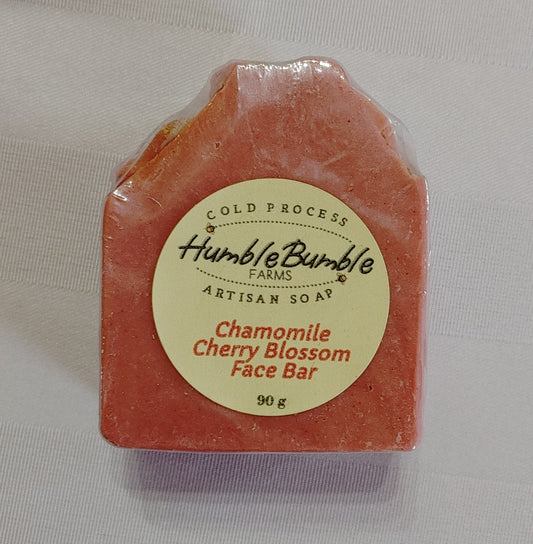 COLD PROCESS
HumbleBumble
FARMS
ARTISAN SOAP
Chamomile
Cherry Blossom
Face Bar
90 g